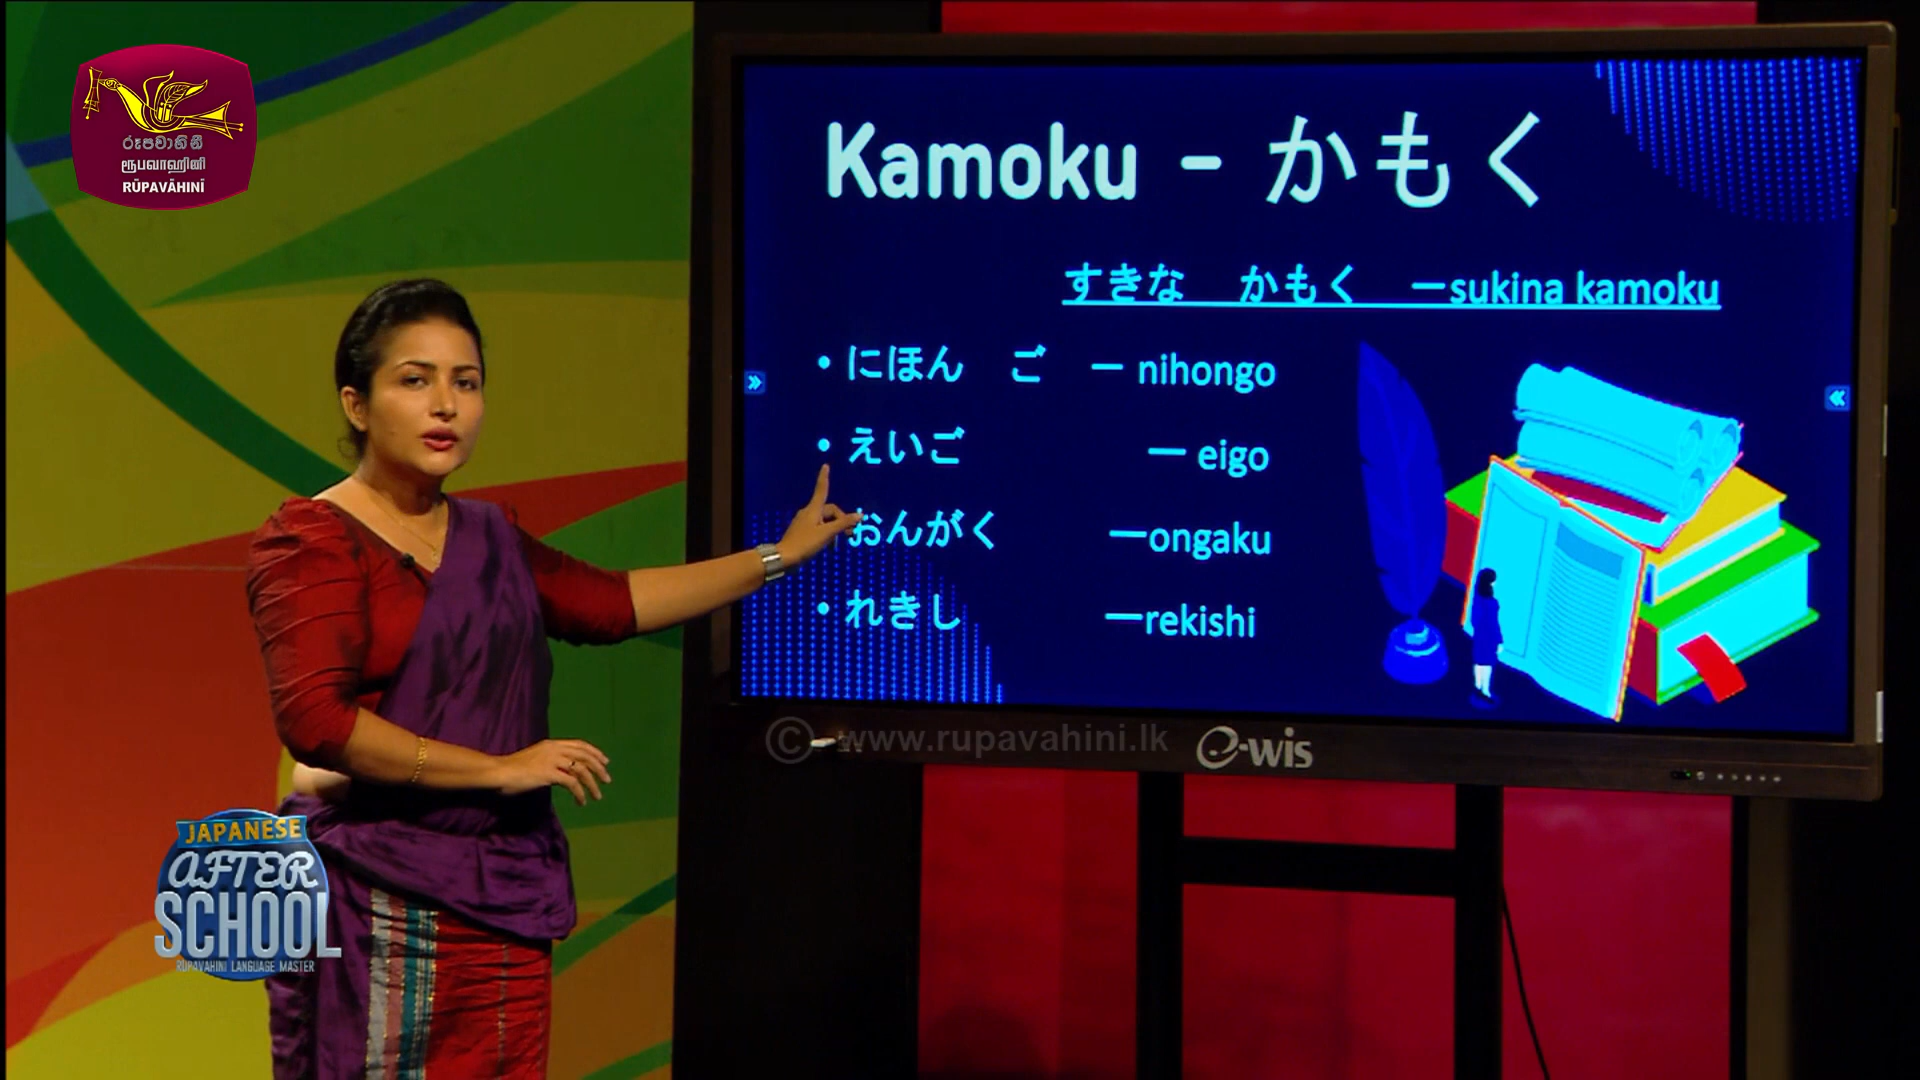 රූපවාහිනී
ரூபவாஹினி
RŪPAVĀHINĪ
Kamoku - かもく
すきな　かもく　ーsukina kamoku
• にほん　ご　ー nihongo
• えいご　ー eigo
おんがく　ーongaku
• れきし　ーrekishi
© www.rupavahini.lk
e-wis
JAPANESE
AFTER
SCHOOL
RUPAVAHINI LANGUAGE MASTER